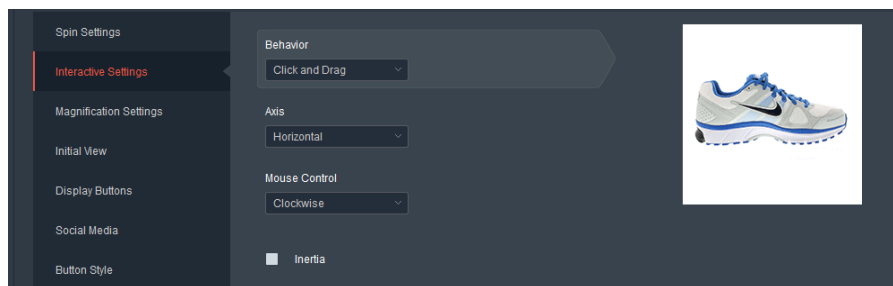 Spin Settings
Interactive Settings
Magnification Settings
Initial View
Display Buttons
Social Media
Button Style
Behavior
Click and Drag
Axis
Horizontal
Mouse Control
Clockwise
Inertia